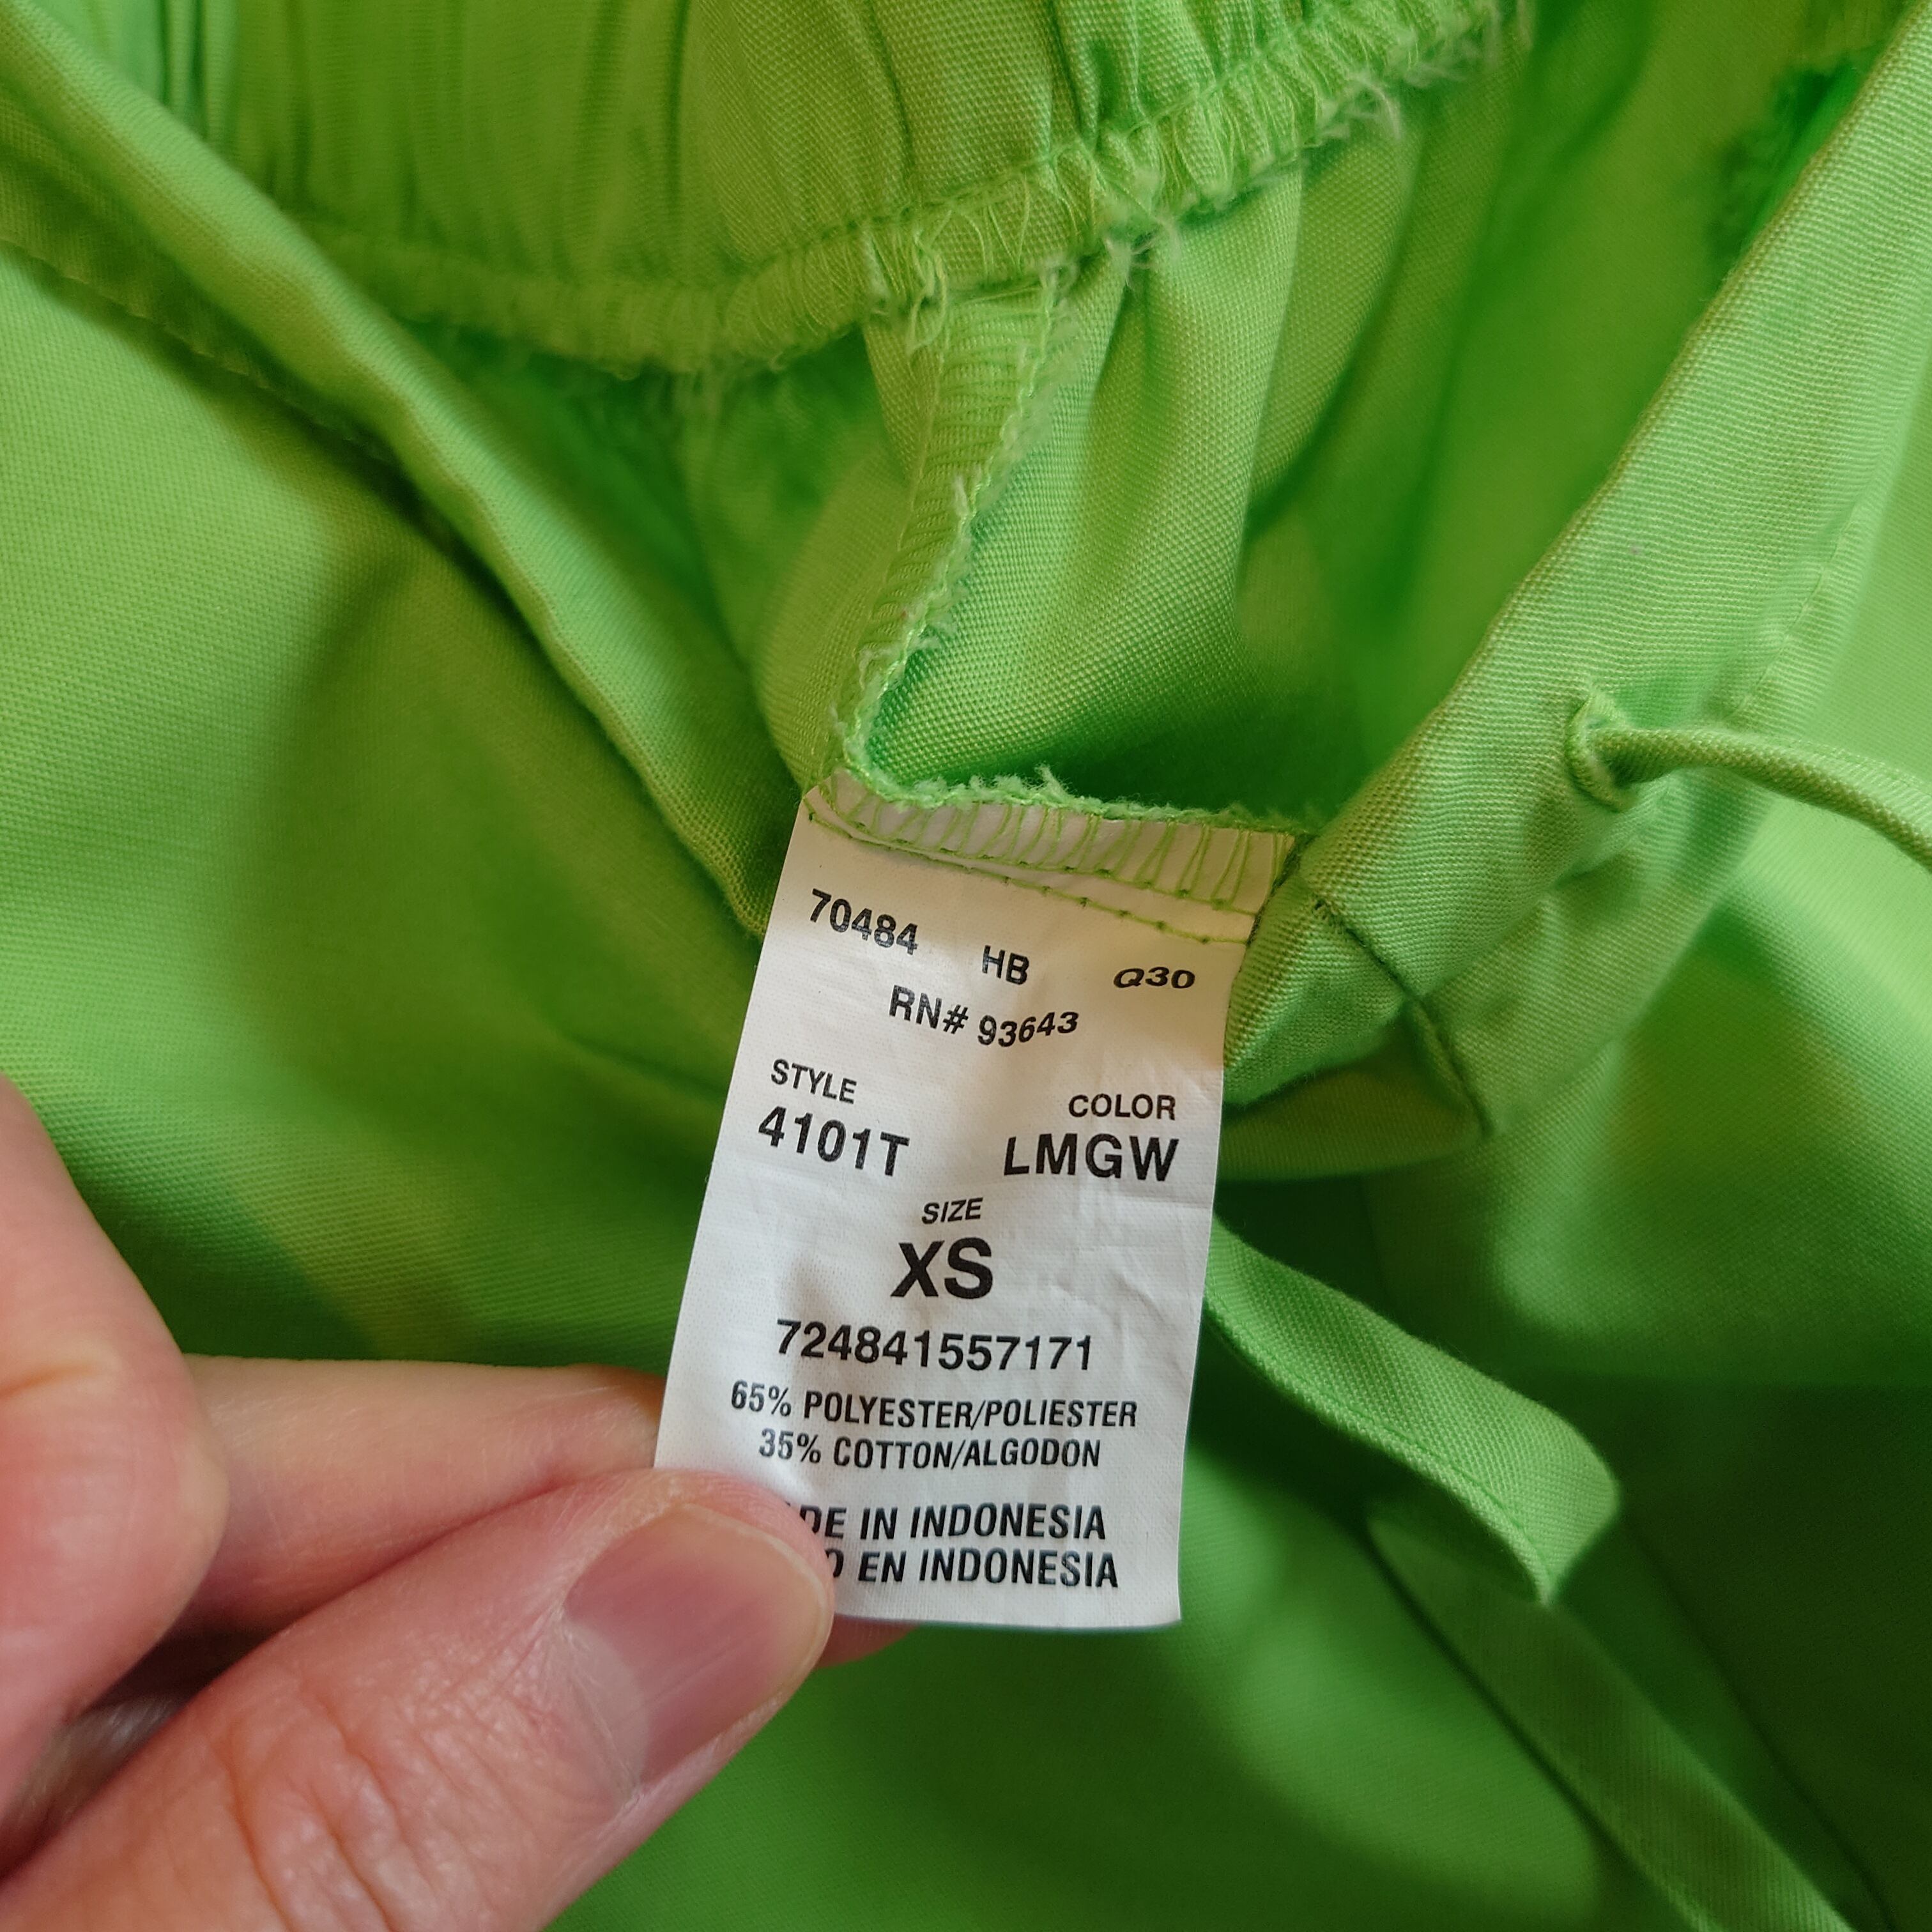 70484 HB Q30
RN# 93643
STYLE COLOR
4101T LMGW
SIZE
XS
724841557171
65% POLYESTER/POLIESTER
35% COTTON/ALGODON
IN INDONESIA
EN INDONESIA